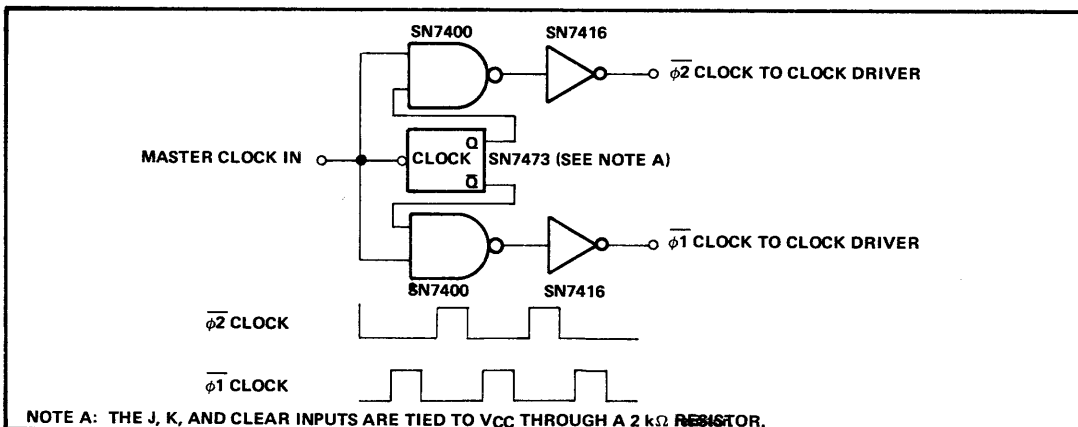 SN7400 SN7416
φ2 CLOCK TO CLOCK DRIVER
Q
MASTER CLOCK IN CLOCK SN7473 (SEE NOTE A)
Q̅
φ1 CLOCK TO CLOCK DRIVER
SN7400 SN7416
φ2 CLOCK
φ1 CLOCK
NOTE A: THE J, K, AND CLEAR INPUTS ARE TIED TO VCC THROUGH A 2 kΩ RESISTOR.